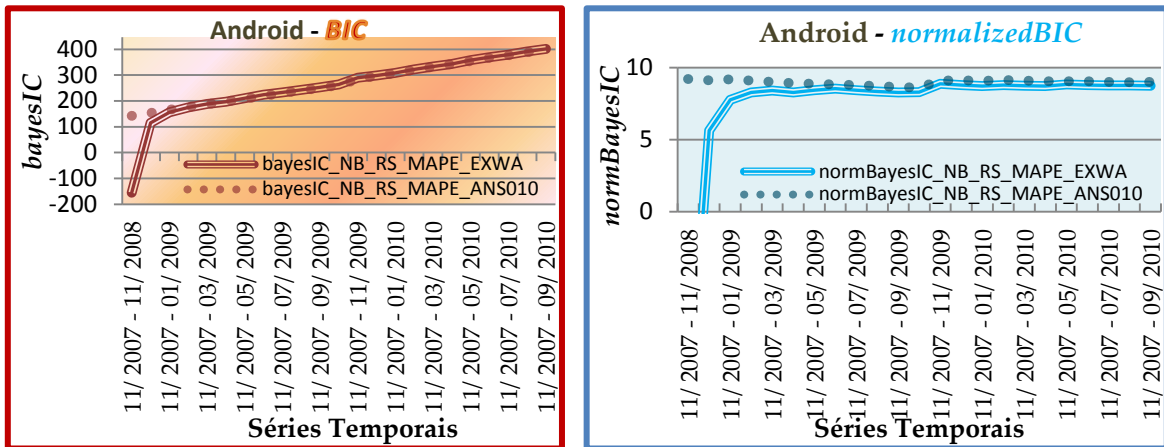 Android - BIC
bayesIC
400
300
200
100
0
-100
-200
bayesIC_NB_RS_MAPE_EXWA
bayesIC_NB_RS_MAPE_ANS010
11/ 2007 - 11/ 2008
11/ 2007 - 01/ 2009
11/ 2007 - 03/ 2009
11/ 2007 - 05/ 2009
11/ 2007 - 07/ 2009
11/ 2007 - 09/ 2009
11/ 2007 - 11/ 2009
11/ 2007 - 01/ 2010
11/ 2007 - 03/ 2010
11/ 2007 - 05/ 2010
11/ 2007 - 07/ 2010
11/ 2007 - 09/ 2010
Séries Temporais
Android - normalizedBIC
normBayesIC
10
5
0
normBayesIC_NB_RS_MAPE_EXWA
normBayesIC_NB_RS_MAPE_ANS010
11/ 2007 - 11/ 2008
11/ 2007 - 01/ 2009
11/ 2007 - 03/ 2009
11/ 2007 - 05/ 2009
11/ 2007 - 07/ 2009
11/ 2007 - 09/ 2009
11/ 2007 - 11/ 2009
11/ 2007 - 01/ 2010
11/ 2007 - 03/ 2010
11/ 2007 - 05/ 2010
11/ 2007 - 07/ 2010
11/ 2007 - 09/ 2010
Séries Temporais